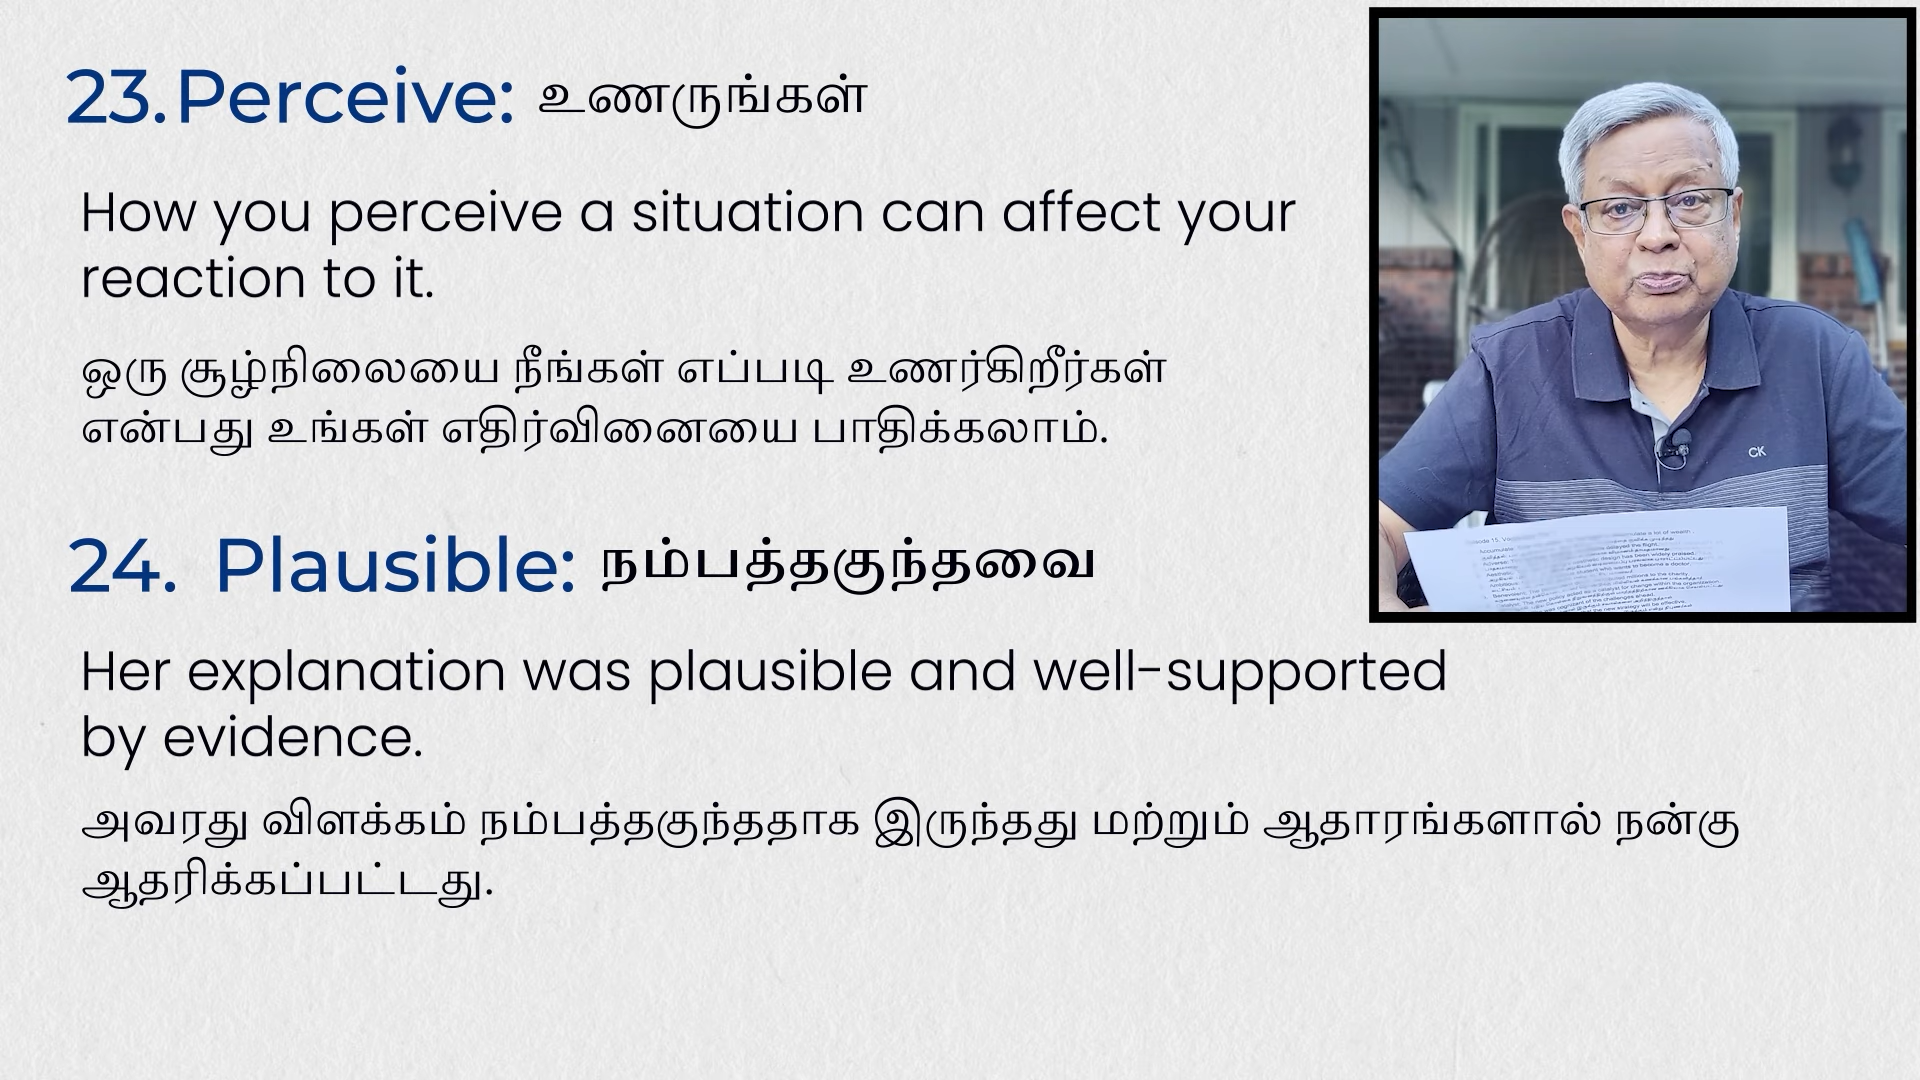 23. Perceive: உணருங்கள்
How you perceive a situation can affect your
reaction to it.
ஒரு சூழ்நிலையை நீங்கள் எப்படி உணர்கிறீர்கள்
என்பது உங்கள் எதிர்வினையை பாதிக்கலாம்.
24. Plausible: நம்பத்தகுந்தவை
Her explanation was plausible and well-supported
by evidence.
அவரது விளக்கம் நம்பத்தகுந்ததாக இருந்தது மற்றும் ஆதாரங்களால் நன்கு
ஆதரிக்கப்பட்டது.
CK